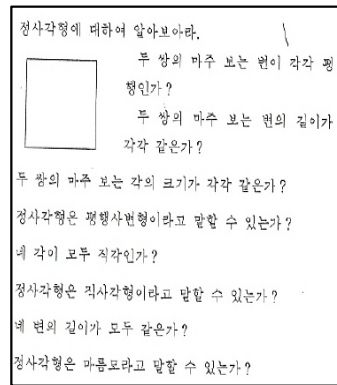 정사각형에 대하여 알아보아라.
두 쌍의 마주 보는 변이 각각 평
행인가?
두 쌍의 마주 보는 변의 길이가
각각 같은가?
두 쌍의 마주 보는 각의 크기가 각각 같은가?
정사각형은 평행사변형이라고 말할 수 있는가?
네 각이 모두 직각인가?
정사각형은 직사각형이라고 말할 수 있는가?
네 변의 길이가 모두 같은가?
정사각형은 마름모라고 말할 수 있는가?